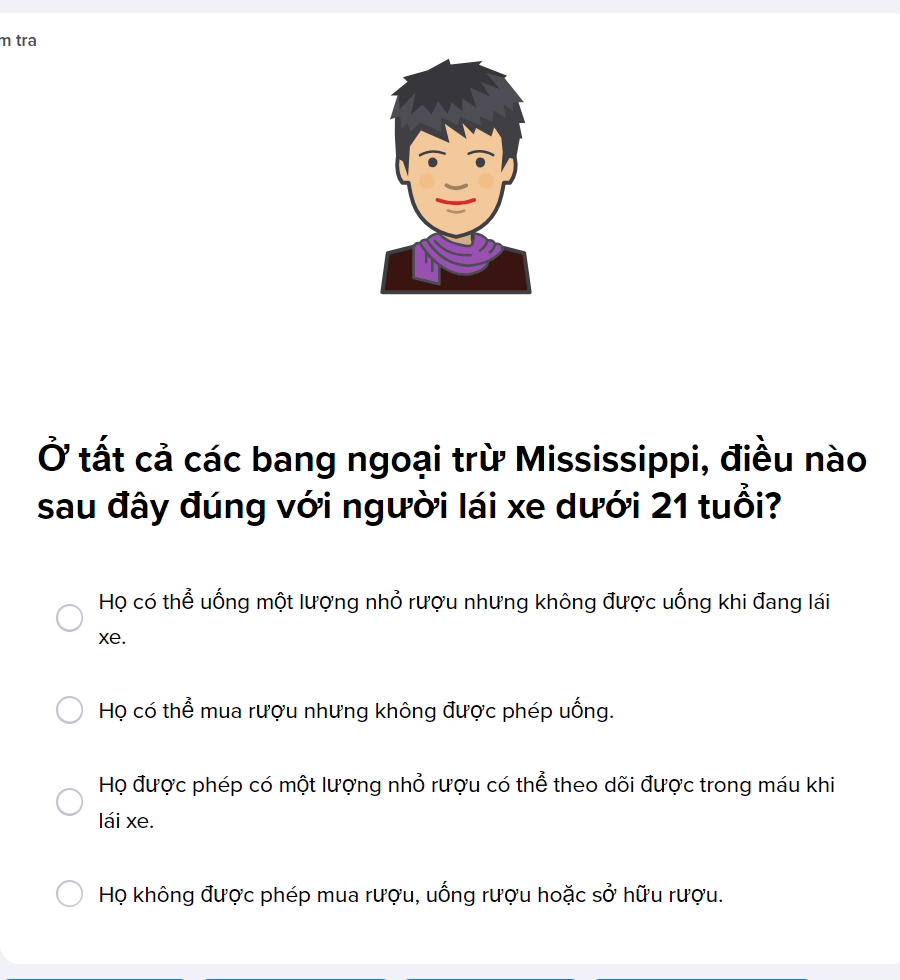 m tra
Ở tất cả các bang ngoại trừ Mississippi, điều nào
sau đây đúng với người lái xe dưới 21 tuổi?
Họ có thể uống một lượng nhỏ rượu nhưng không được uống khi đang lái
xe.
Họ có thể mua rượu nhưng không được phép uống.
Họ được phép có một lượng nhỏ rượu có thể theo dõi được trong máu khi
lái xe.
Họ không được phép mua rượu, uống rượu hoặc sở hữu rượu.